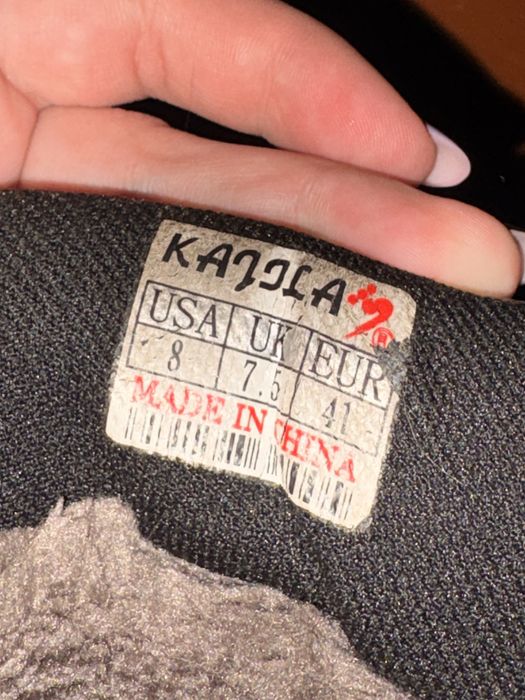 KAJILA
USA UK EUR
8 7.5 41
MADE IN CHINA